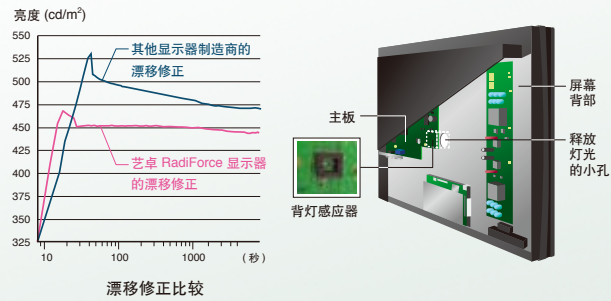 亮度 (cd/m²)
550
525
500
475
450
425
400
375
350
325
10
100
1000
(秒)
其他显示器制造商的
漂移修正
艺卓 RadiForce 显示器
的漂移修正
漂移修正比较
主板
背灯感应器
屏幕
背部
释放
灯光
的小孔